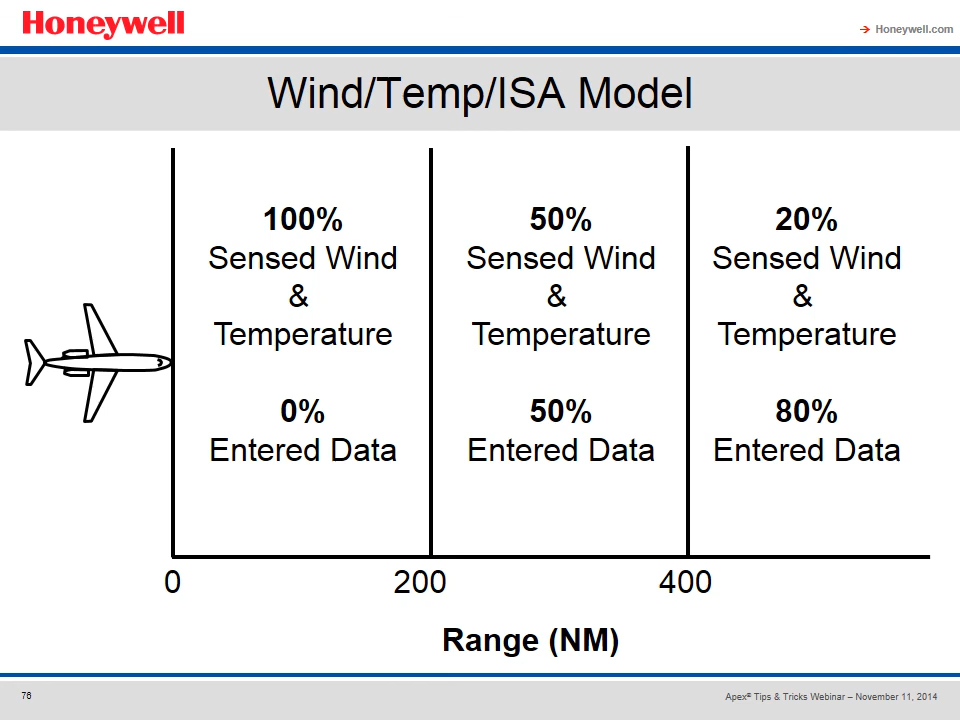 Honeywell
Honeywell.com
Wind/Temp/ISA Model
100%
Sensed Wind
&
Temperature
0%
Entered Data
50%
Sensed Wind
&
Temperature
50%
Entered Data
20%
Sensed Wind
&
Temperature
80%
Entered Data
0
200
400
Range (NM)
76
Apex® Tips & Tricks Webinar – November 11, 2014